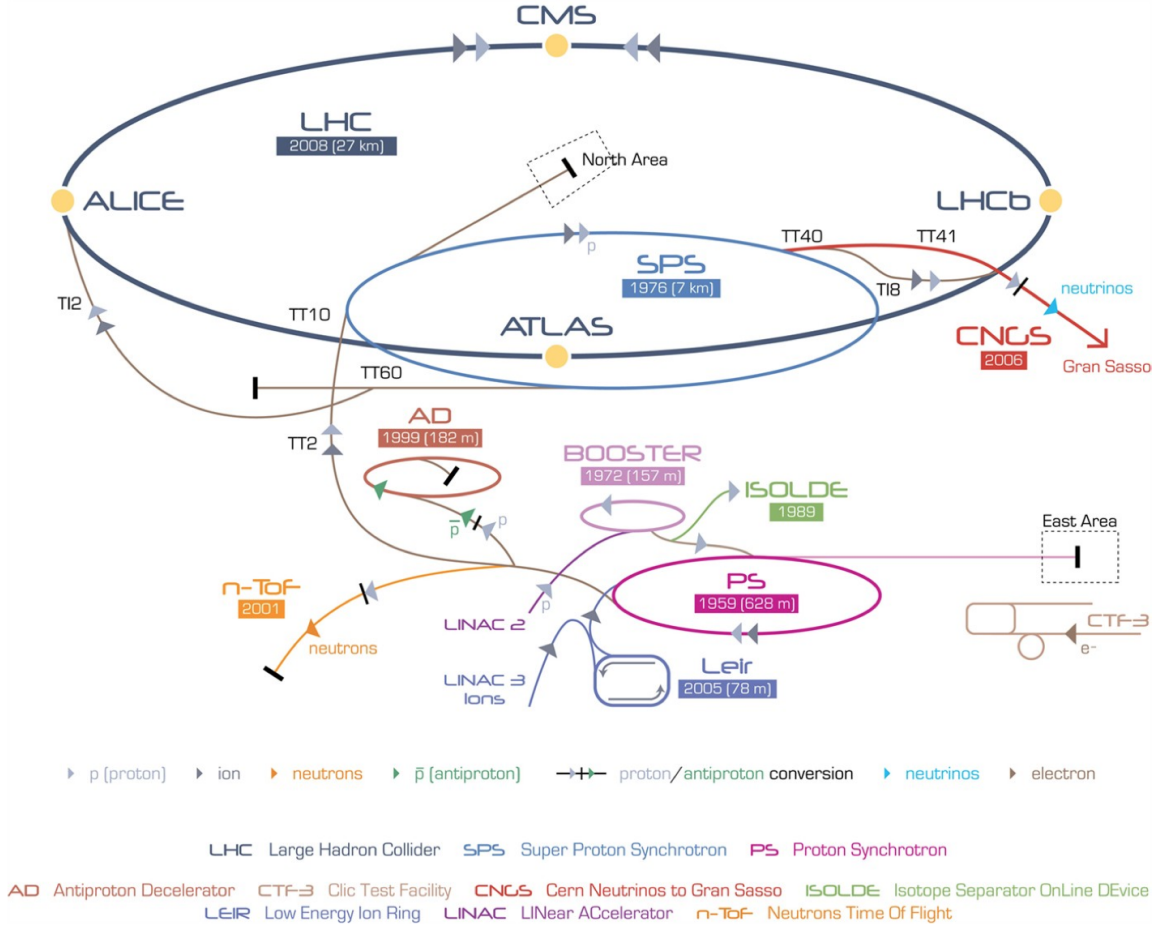 CMS
LHC
2008 (27 km)
North Area
ALICE
LHCb
TT40
TT41
p
SPS
1976 (7 km)
TI8
neutrinos
TI2
TT10
ATLAS
CNGS
2006
Gran Sasso
TT60
AD
1999 (182 m)
TT2
BOOSTER
1972 (157 m)
ISOLDE
1989
p̅
p
East Area
n-ToF
2001
PS
1959 (628 m)
p
LINAC 2
neutrons
CTF-3
e-
LINAC 3
Ions
Leir
2005 (78 m)
p (proton) ion neutrons p̅ (antiproton) proton/antiproton conversion neutrinos electron
LHC Large Hadron Collider SPS Super Proton Synchrotron PS Proton Synchrotron
AD Antiproton Decelerator CTF-3 Clic Test Facility CNGS Cern Neutrinos to Gran Sasso ISOLDE Isotope Separator OnLine DEvice
LEIR Low Energy Ion Ring LINAC LINear ACcelerator n-ToF Neutrons Time Of Flight